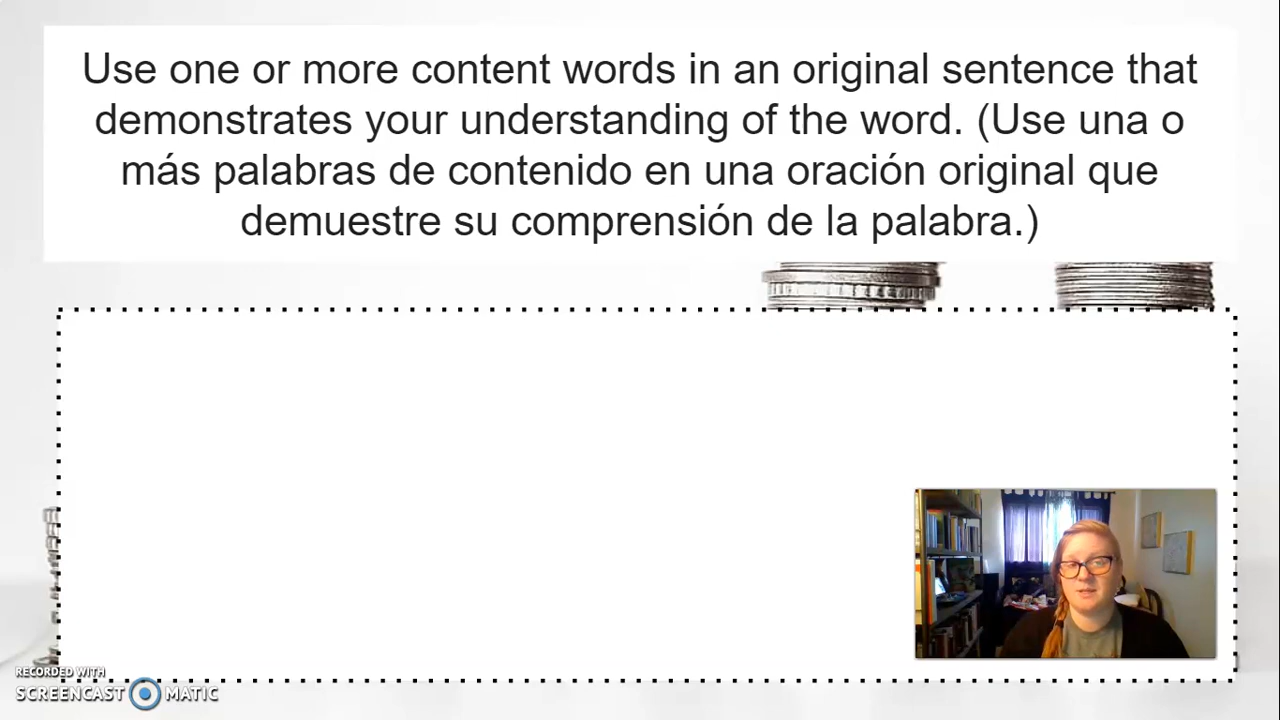 Use one or more content words in an original sentence that
demonstrates your understanding of the word. (Use una o
más palabras de contenido en una oración original que
demuestre su comprensión de la palabra.)
RECORDED WITH
SCREENCAST MATIC